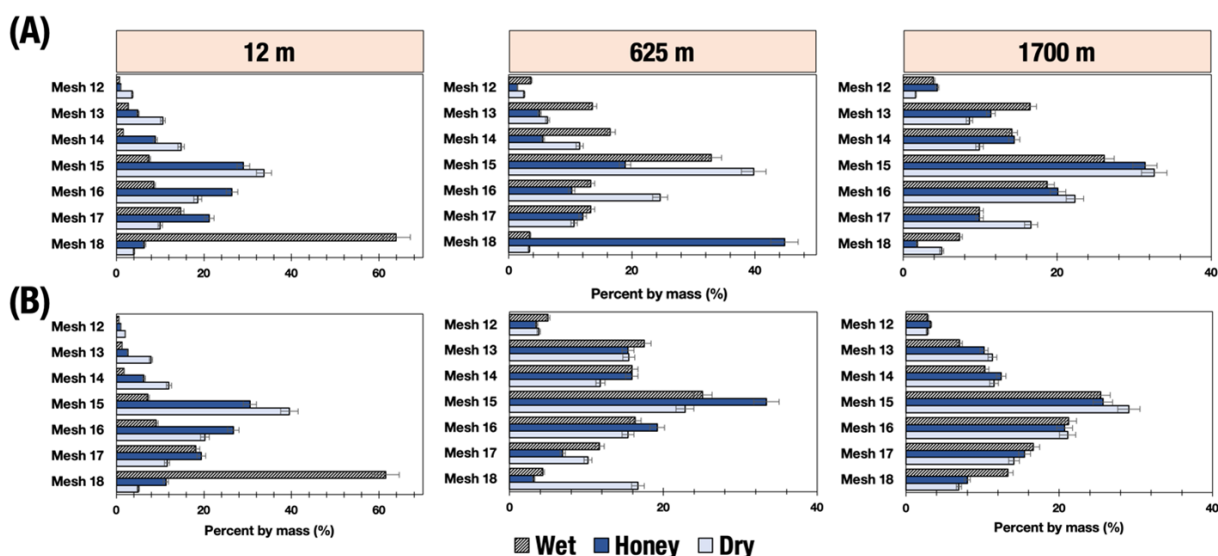 (A)
12 m
625 m
1700 m
Mesh 12
Mesh 13
Mesh 14
Mesh 15
Mesh 16
Mesh 17
Mesh 18
0 20 40 60
Mesh 12
Mesh 13
Mesh 14
Mesh 15
Mesh 16
Mesh 17
Mesh 18
0 20 40
Percent by mass (%)
Mesh 12
Mesh 13
Mesh 14
Mesh 15
Mesh 16
Mesh 17
Mesh 18
0 20 40
(B)
Mesh 12
Mesh 13
Mesh 14
Mesh 15
Mesh 16
Mesh 17
Mesh 18
0 20 40 60
Percent by mass (%)
Mesh 12
Mesh 13
Mesh 14
Mesh 15
Mesh 16
Mesh 17
Mesh 18
0 20 40
Percent by mass (%)
Mesh 12
Mesh 13
Mesh 14
Mesh 15
Mesh 16
Mesh 17
Mesh 18
0 20 40
Percent by mass (%)
Wet Honey Dry